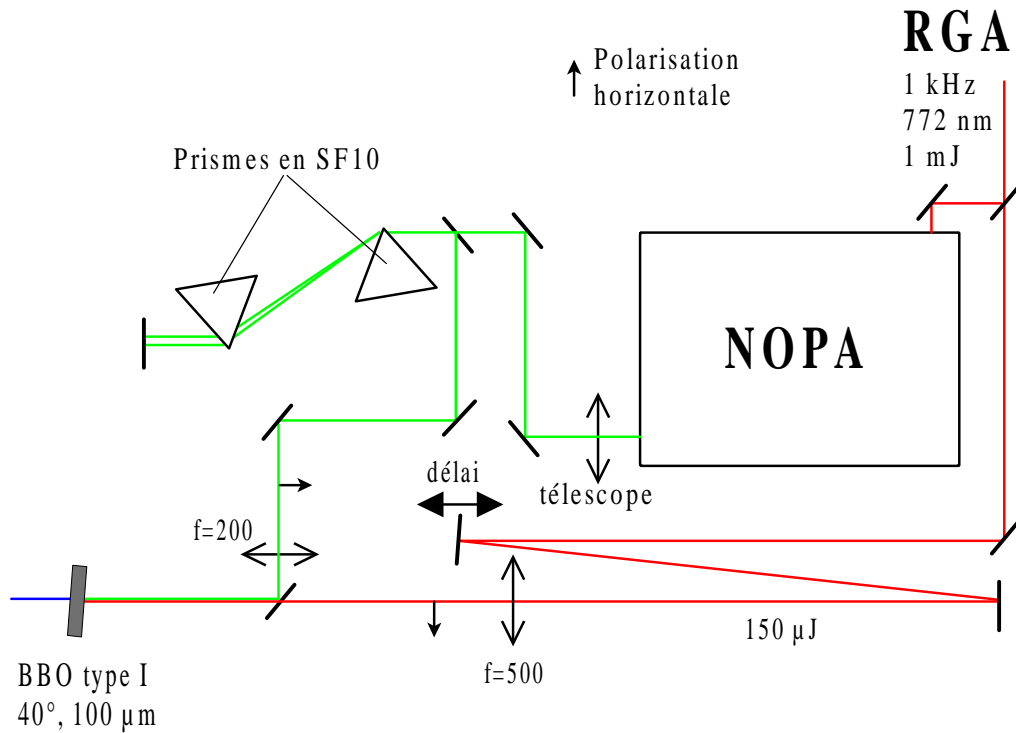 RGA
1 kHz
772 nm
1 mJ
Polarisation
horizontale
Prismes en SF10
NOPA
délai
télescope
f=200
150 µJ
f=500
BBO type I
40°, 100 µm